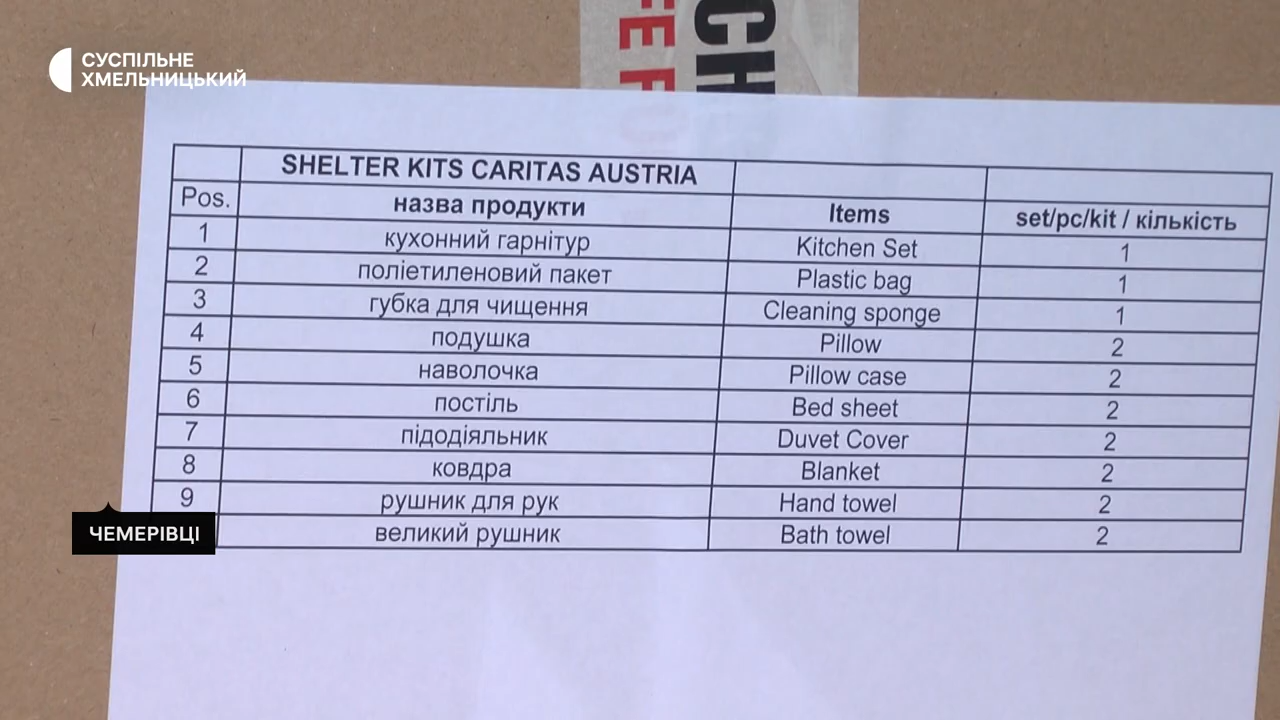 СУСПІЛЬНЕ
ХМЕЛЬНИЦЬКИЙ
CH
FE FO
SHELTER KITS CARITAS AUSTRIA
Pos. назва продукти Items set/pc/kit / кількість
1 кухонний гарнітур Kitchen Set 1
2 поліетиленовий пакет Plastic bag 1
3 губка для чищення Cleaning sponge 1
4 подушка Pillow 2
5 наволочка Pillow case 2
6 постіль Bed sheet 2
7 підодіяльник Duvet Cover 2
8 ковдра Blanket 2
9 рушник для рук Hand towel 2
великий рушник Bath towel 2
ЧЕМЕРІВЦІ